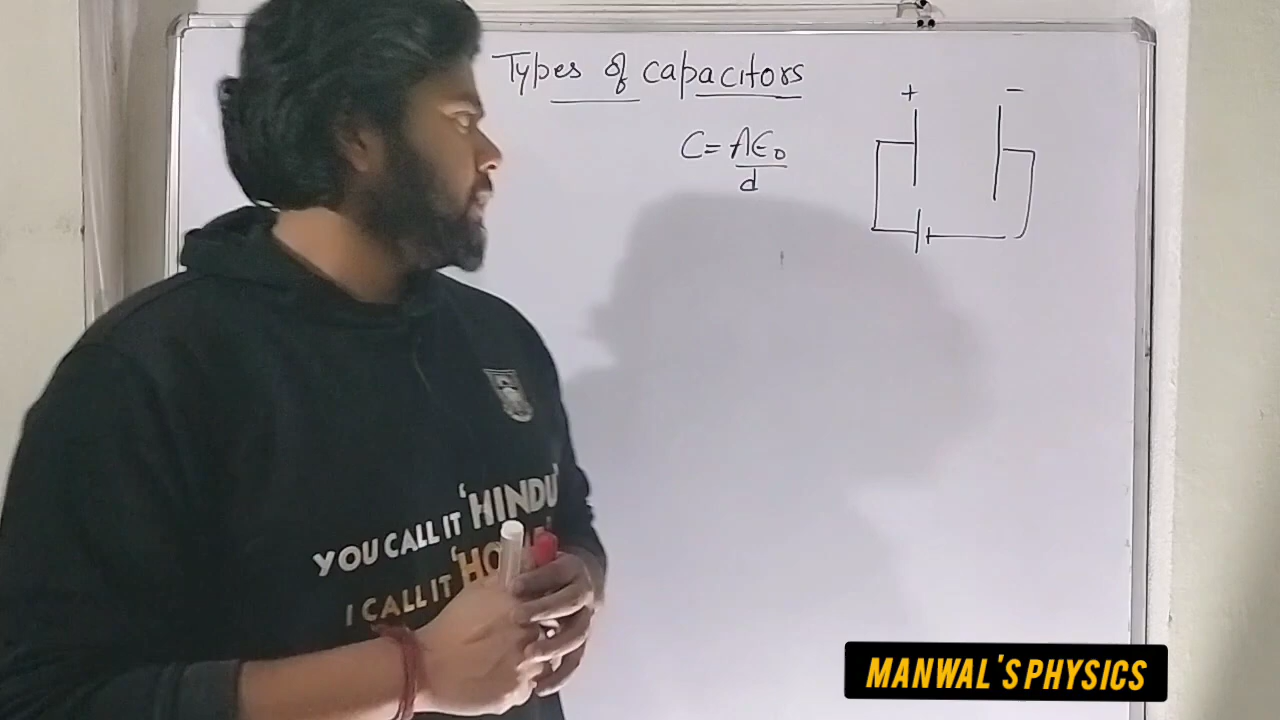 Types of capacitors
C = Aε₀
d
+ −
YOU CALL IT 'HINDU'
I CALL IT
MANWAL'S PHYSICS